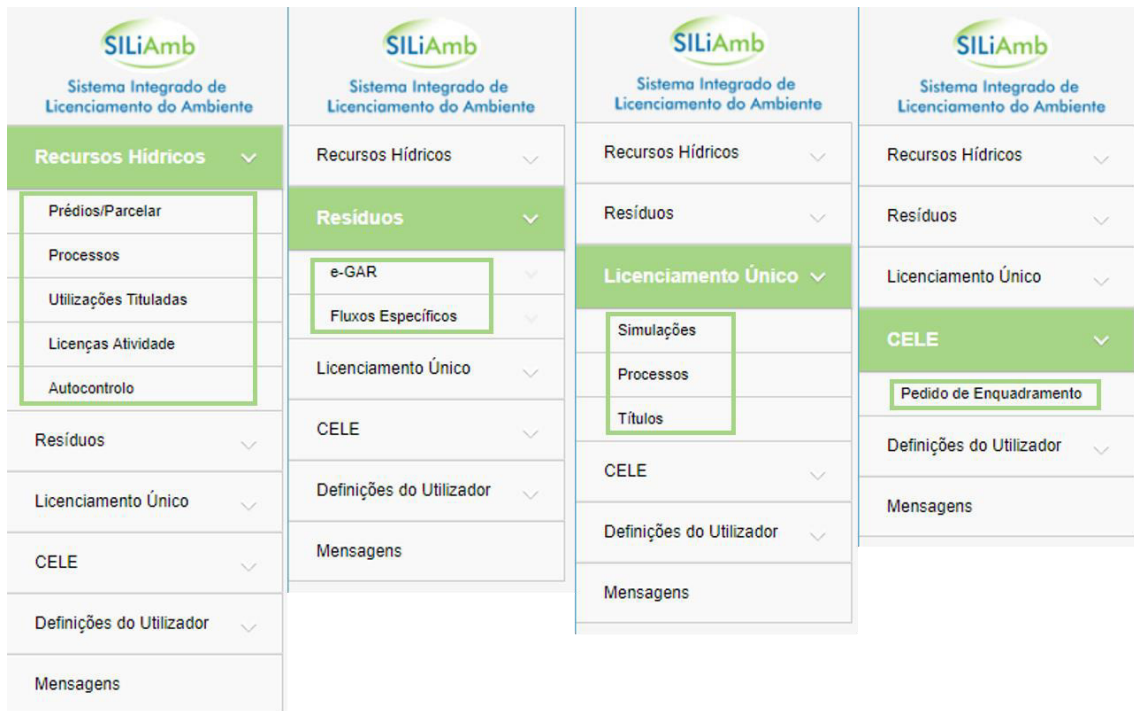 SILiAmb
Sistema Integrado de
Licenciamento do Ambiente
Recursos Hídricos
Prédios/Parcelar
Processos
Utilizações Tituladas
Licenças Atividade
Autocontrolo
Resíduos
Licenciamento Único
CELE
Definições do Utilizador
Mensagens
SILiAmb
Sistema Integrado de
Licenciamento do Ambiente
Recursos Hídricos
Resíduos
e-GAR
Fluxos Específicos
Licenciamento Único
CELE
Definições do Utilizador
Mensagens
SILiAmb
Sistema Integrado de
Licenciamento do Ambiente
Recursos Hídricos
Resíduos
Licenciamento Único
Simulações
Processos
Títulos
CELE
Definições do Utilizador
Mensagens
SILiAmb
Sistema Integrado de
Licenciamento do Ambiente
Recursos Hídricos
Resíduos
Licenciamento Único
CELE
Pedido de Enquadramento
Definições do Utilizador
Mensagens